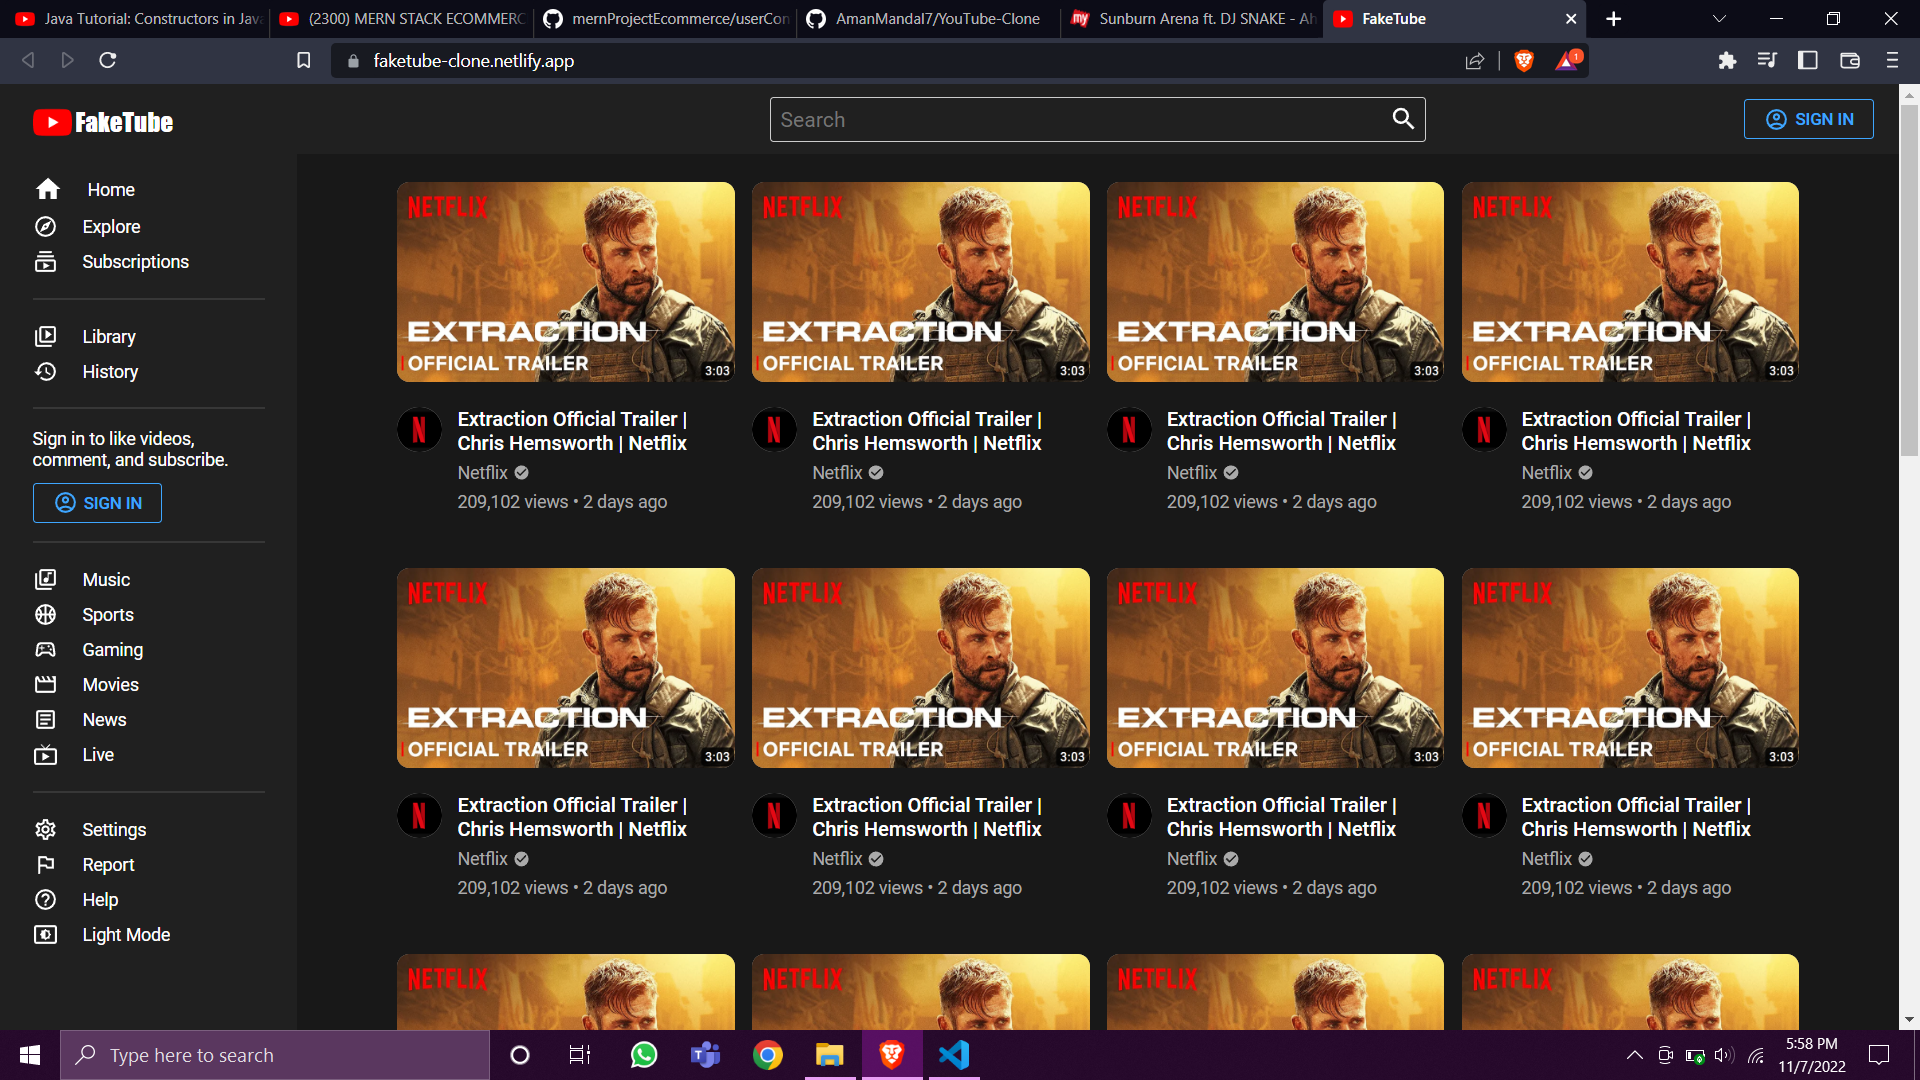 Java Tutorial: Constructors in Java
(2300) MERN STACK ECOMMERC
mernProjectEcommerce/userCon
AmanMandal7/YouTube-Clone
Sunburn Arena ft. DJ SNAKE - Ah
FakeTube
faketube-clone.netlify.app
1
FakeTube
Search
SIGN IN
Home
Explore
Subscriptions
Library
History
Sign in to like videos,
comment, and subscribe.
SIGN IN
Music
Sports
Gaming
Movies
News
Live
Settings
Report
Help
Light Mode
NETFLIX
EXTRACTION
OFFICIAL TRAILER
3:03
Extraction Official Trailer |
Chris Hemsworth | Netflix
Netflix
209,102 views • 2 days ago
NETFLIX
EXTRACTION
OFFICIAL TRAILER
3:03
Extraction Official Trailer |
Chris Hemsworth | Netflix
Netflix
209,102 views • 2 days ago
NETFLIX
EXTRACTION
OFFICIAL TRAILER
3:03
Extraction Official Trailer |
Chris Hemsworth | Netflix
Netflix
209,102 views • 2 days ago
NETFLIX
EXTRACTION
OFFICIAL TRAILER
3:03
Extraction Official Trailer |
Chris Hemsworth | Netflix
Netflix
209,102 views • 2 days ago
NETFLIX
EXTRACTION
OFFICIAL TRAILER
3:03
Extraction Official Trailer |
Chris Hemsworth | Netflix
Netflix
209,102 views • 2 days ago
NETFLIX
EXTRACTION
OFFICIAL TRAILER
3:03
Extraction Official Trailer |
Chris Hemsworth | Netflix
Netflix
209,102 views • 2 days ago
NETFLIX
EXTRACTION
OFFICIAL TRAILER
3:03
Extraction Official Trailer |
Chris Hemsworth | Netflix
Netflix
209,102 views • 2 days ago
NETFLIX
EXTRACTION
OFFICIAL TRAILER
3:03
Extraction Official Trailer |
Chris Hemsworth | Netflix
Netflix
209,102 views • 2 days ago
NETFLIX
NETFLIX
NETFLIX
NETFLIX
Type here to search
5:58 PM
11/7/2022